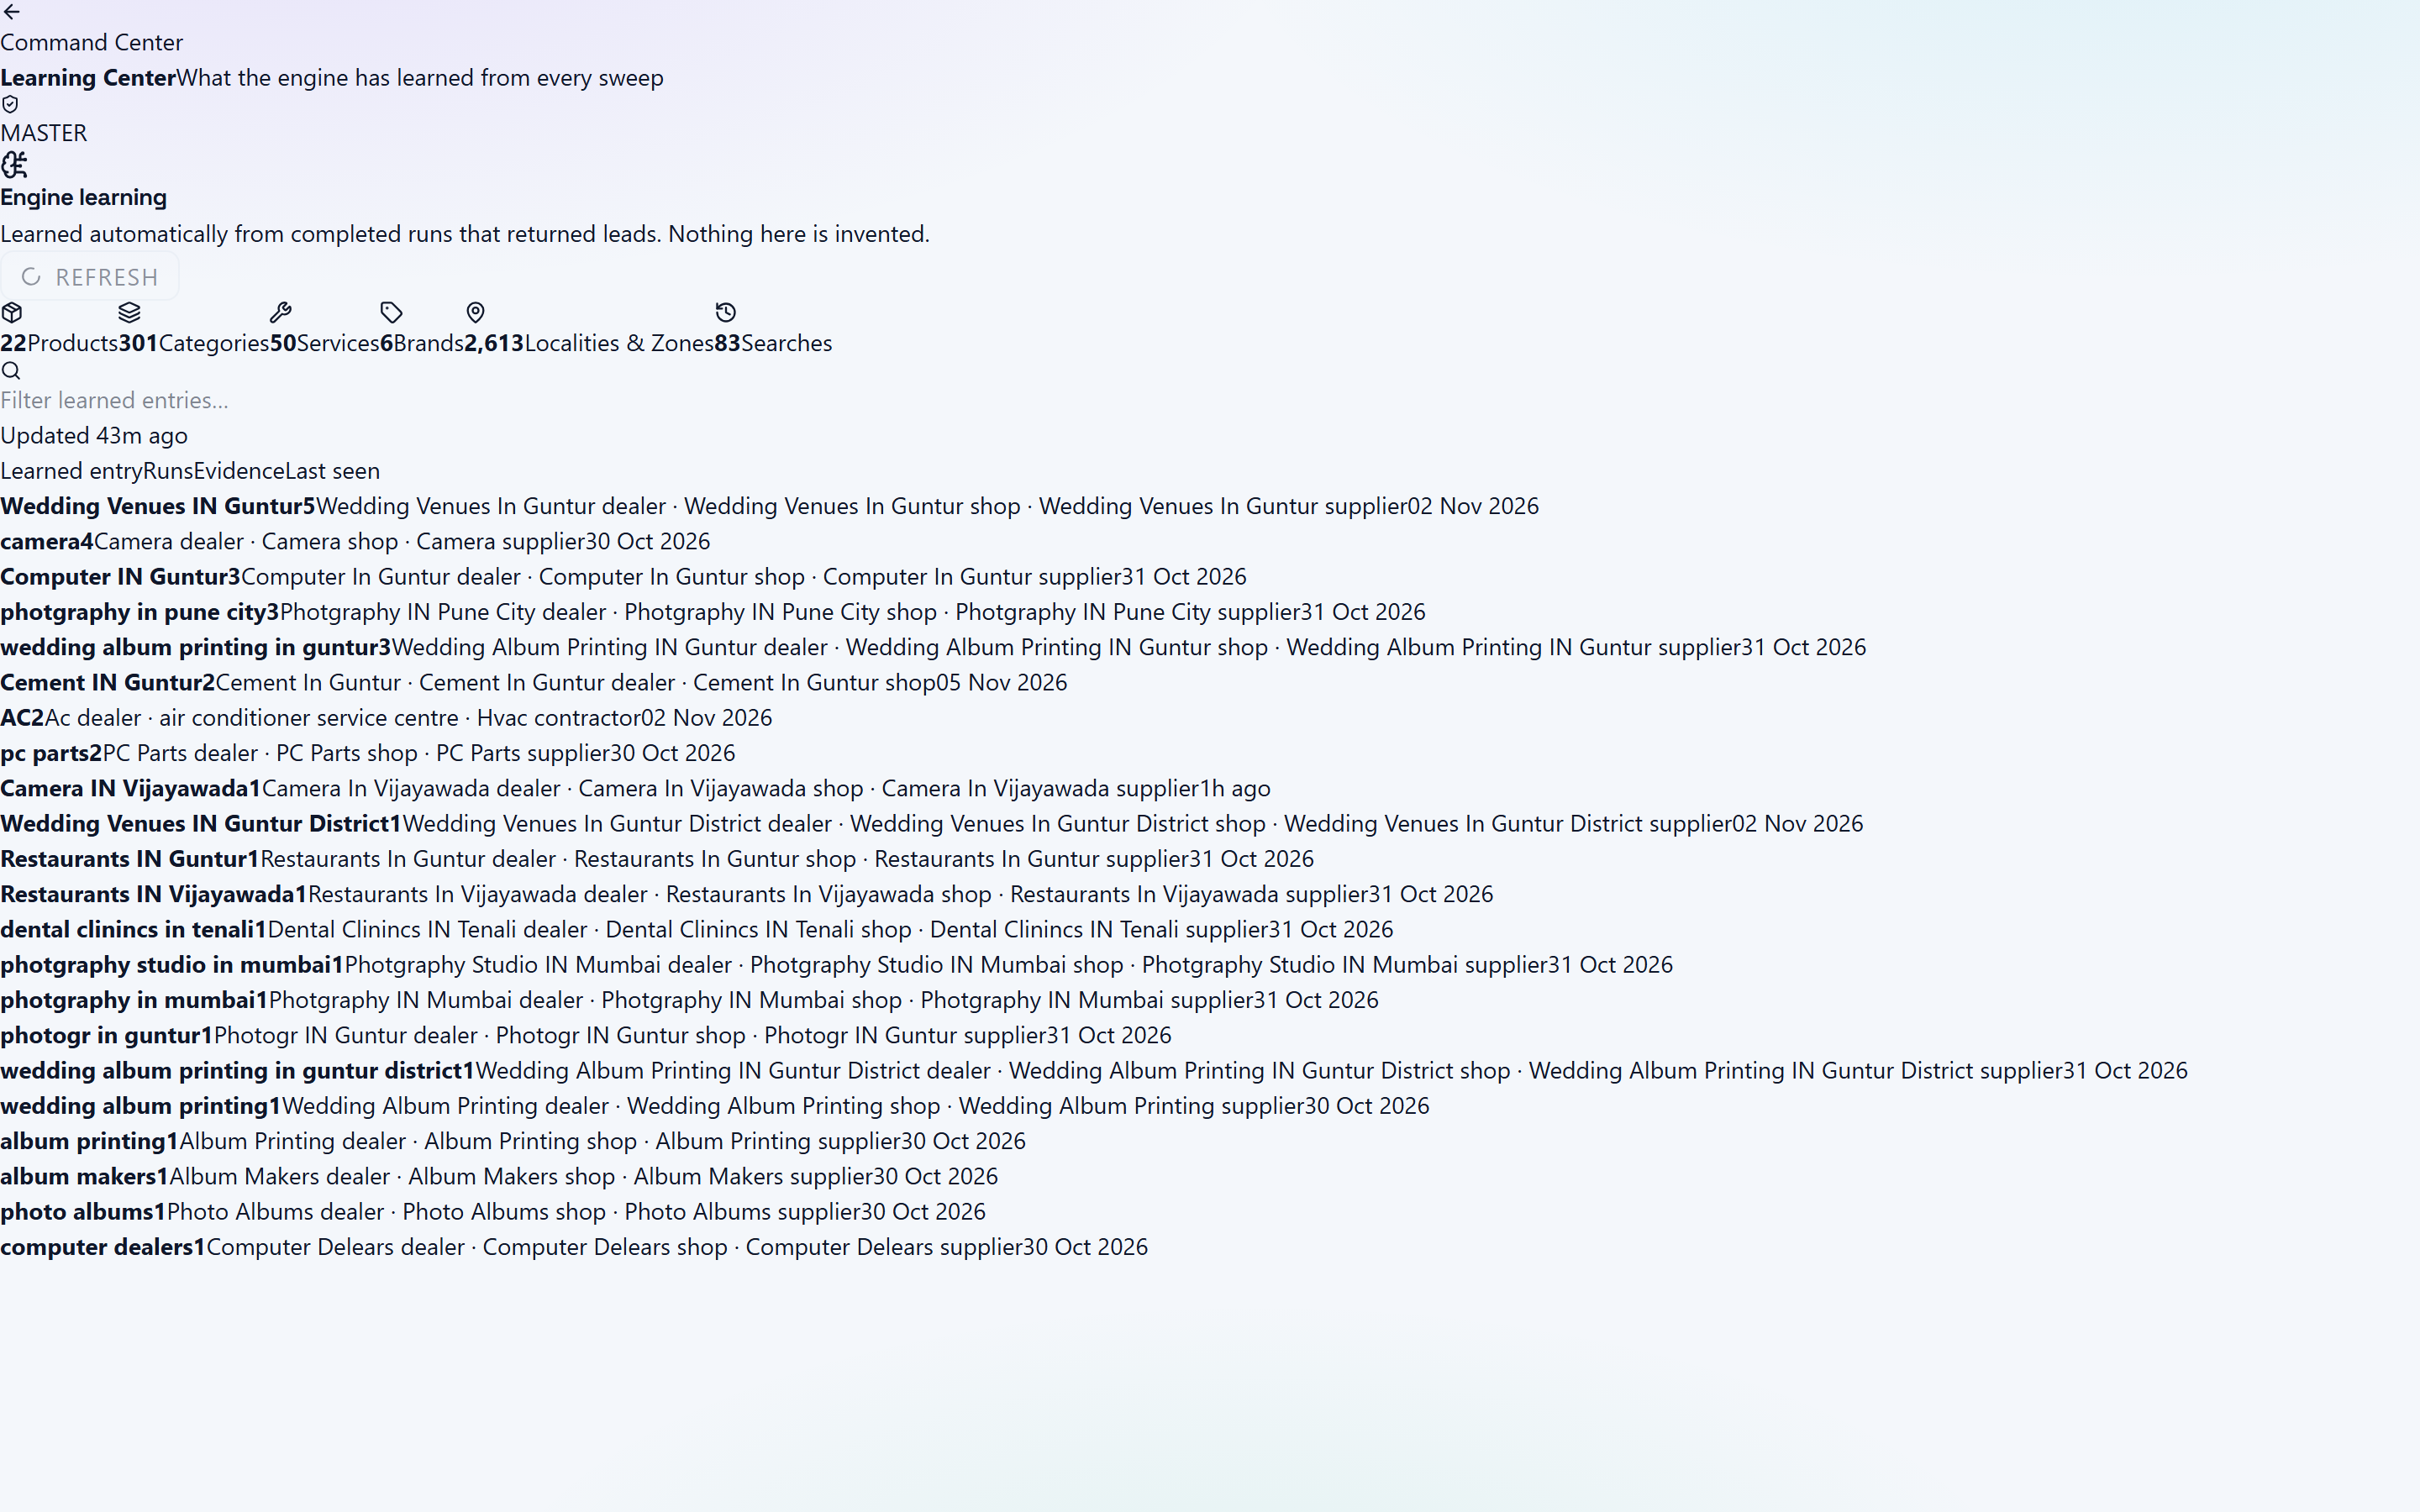 Command Center
Learning CenterWhat the engine has learned from every sweep
MASTER
Engine learning
Learned automatically from completed runs that returned leads. Nothing here is invented.
REFRESH
22Products301Categories50Services6Brands2,613Localities & Zones83Searches
Filter learned entries...
Updated 43m ago
Learned entryRunsEvidenceLast seen
Wedding Venues IN Guntur5Wedding Venues In Guntur dealer · Wedding Venues In Guntur shop · Wedding Venues In Guntur supplier02 Nov 2026
camera4Camera dealer · Camera shop · Camera supplier30 Oct 2026
Computer IN Guntur3Computer In Guntur dealer · Computer In Guntur shop · Computer In Guntur supplier31 Oct 2026
photgraphy in pune city3Photgraphy IN Pune City dealer · Photgraphy IN Pune City shop · Photgraphy IN Pune City supplier31 Oct 2026
wedding album printing in guntur3Wedding Album Printing IN Guntur dealer · Wedding Album Printing IN Guntur shop · Wedding Album Printing IN Guntur supplier31 Oct 2026
Cement IN Guntur2Cement In Guntur · Cement In Guntur dealer · Cement In Guntur shop05 Nov 2026
AC2Ac dealer · air conditioner service centre · Hvac contractor02 Nov 2026
pc parts2PC Parts dealer · PC Parts shop · PC Parts supplier30 Oct 2026
Camera IN Vijayawada1Camera In Vijayawada dealer · Camera In Vijayawada shop · Camera In Vijayawada supplier1h ago
Wedding Venues IN Guntur District1Wedding Venues In Guntur District dealer · Wedding Venues In Guntur District shop · Wedding Venues In Guntur District supplier02 Nov 2026
Restaurants IN Guntur1Restaurants In Guntur dealer · Restaurants In Guntur shop · Restaurants In Guntur supplier31 Oct 2026
Restaurants IN Vijayawada1Restaurants In Vijayawada dealer · Restaurants In Vijayawada shop · Restaurants In Vijayawada supplier31 Oct 2026
dental clinincs in tenali1Dental Clinincs IN Tenali dealer · Dental Clinincs IN Tenali shop · Dental Clinincs IN Tenali supplier31 Oct 2026
photgraphy studio in mumbai1Photgraphy Studio IN Mumbai dealer · Photgraphy Studio IN Mumbai shop · Photgraphy Studio IN Mumbai supplier31 Oct 2026
photgraphy in mumbai1Photgraphy IN Mumbai dealer · Photgraphy IN Mumbai shop · Photgraphy IN Mumbai supplier31 Oct 2026
photogr in guntur1Photogr IN Guntur dealer · Photogr IN Guntur shop · Photogr IN Guntur supplier31 Oct 2026
wedding album printing in guntur district1Wedding Album Printing IN Guntur District dealer · Wedding Album Printing IN Guntur District shop · Wedding Album Printing IN Guntur District supplier31 Oct 2026
wedding album printing1Wedding Album Printing dealer · Wedding Album Printing shop · Wedding Album Printing supplier30 Oct 2026
album printing1Album Printing dealer · Album Printing shop · Album Printing supplier30 Oct 2026
album makers1Album Makers dealer · Album Makers shop · Album Makers supplier30 Oct 2026
photo albums1Photo Albums dealer · Photo Albums shop · Photo Albums supplier30 Oct 2026
computer dealers1Computer Delears dealer · Computer Delears shop · Computer Delears supplier30 Oct 2026